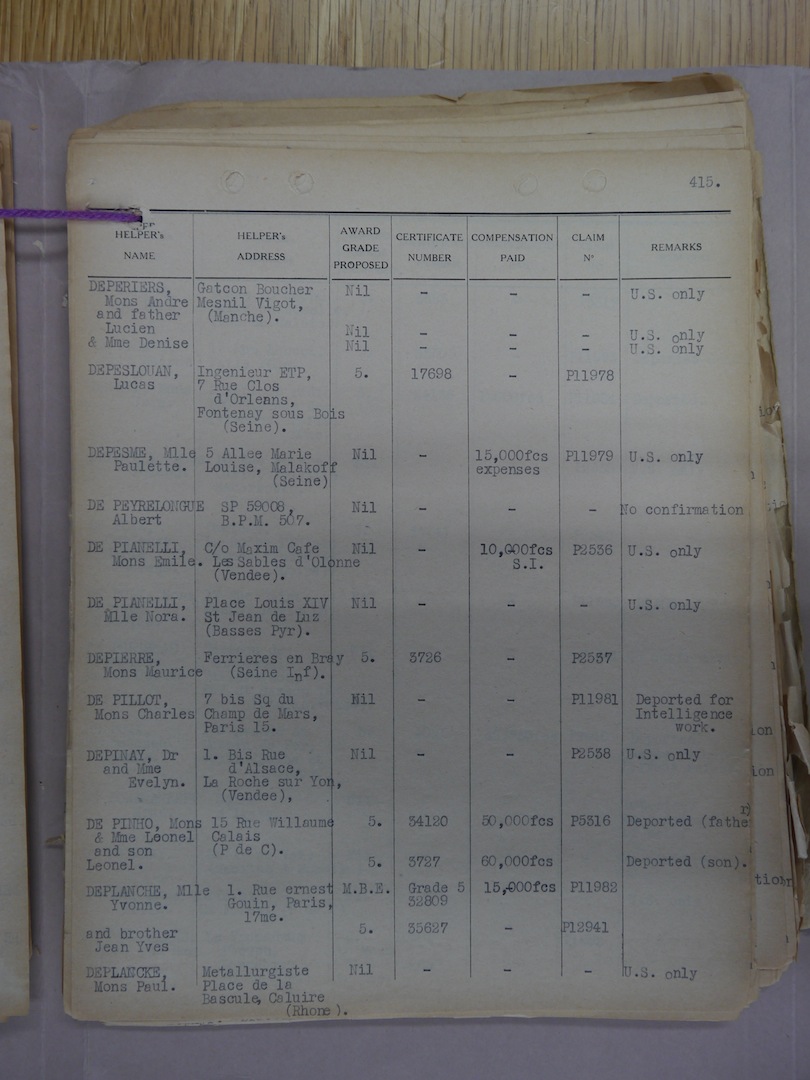 415.
HELPER's NAME
HELPER's ADDRESS
AWARD GRADE PROPOSED
CERTIFICATE NUMBER
COMPENSATION PAID
CLAIM No
REMARKS
DEPERIERS, Gatcon Boucher Nil - - - U.S. only
Mons Andre Mesnil Vigot,
and father (Manche).
Lucien Nil - - - U.S. only
& Mme Denise Nil - - - U.S. only
DEPESLOUAN, Ingenieur ETP, 5. 17698 - P11978
Lucas 7 Rue Clos
d'Orleans,
Fontenay sous Bois
(Seine).
DEPESME, Mlle 5 Allee Marie Nil - 15,000fcs P11979 U.S. only
Paulette. Louise, Malakoff expenses
(Seine)
DE PEYRELONGUE SP 59008, Nil - - - No confirmation
Albert B.P.M. 507.
DE PIANELLI, C/o Maxim Cafe Nil - 10,000fcs P2536 U.S. only
Mons Emile. Les Sables d'Olonne S.I.
(Vendee).
DE PIANELLI, Place Louis XIV Nil - - - U.S. only
Mlle Nora. St Jean de Luz
(Basses Pyr).
DEPIERRE, Ferrieres en Bray 5. 3726 - P2537
Mons Maurice (Seine Inf).
DE PILLOT, 7 bis Sq du Nil - - P11981 Deported for
Mons Charles Champ de Mars, Intelligence
Paris 15. work.
DEPINAY, Dr 1. Bis Rue Nil - - P2538 U.S. only
and Mme d'Alsace,
Evelyn. La Roche sur Yon,
(Vendee),
DE PINHO, Mons 15 Rue Willaume 5. 34120 50,000fcs P5316 Deported (father)
& Mme Leonel Calais
and son (P de C).
Leonel. 5. 3727 60,000fcs Deported (son).
DEPLANCHE, Mlle 1. Rue ernest M.B.E. Grade 5 15,000fcs P11982
Yvonne. Gouin, Paris, 32809
17me.
and brother 5. 35627 - P12941
Jean Yves
DEPLANCKE, Metallurgiste Nil - - - U.S. only
Mons Paul. Place de la
Bascule, Caluire
(Rhone).